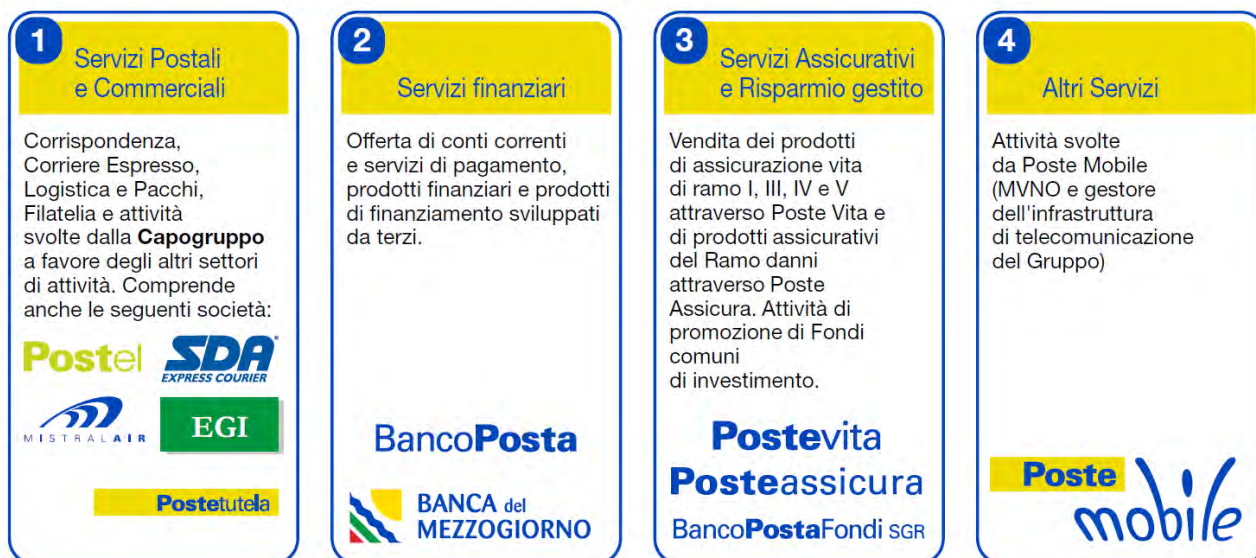 1
Servizi Postali
e Commerciali
Corrispondenza,
Corriere Espresso,
Logistica e Pacchi,
Filatelia e attività
svolte dalla Capogruppo
a favore degli altri settori
di attività. Comprende
anche le seguenti società:
Postel
SDA
EXPRESS COURIER
MISTRALAIR
EGI
Postetutela
2
Servizi finanziari
Offerta di conti correnti
e servizi di pagamento,
prodotti finanziari e prodotti
di finanziamento sviluppati
da terzi.
BancoPosta
BANCA del
MEZZOGIORNO
3
Servizi Assicurativi
e Risparmio gestito
Vendita dei prodotti
di assicurazione vita
di ramo I, III, IV e V
attraverso Poste Vita e
di prodotti assicurativi
del Ramo danni
attraverso Poste
Assicura. Attività di
promozione di Fondi
comuni
di investimento.
Postevita
Posteassicura
BancoPostaFondi SGR
4
Altri Servizi
Attività svolte
da Poste Mobile
(MVNO e gestore
dell'infrastruttura
di telecomunicazione
del Gruppo)
Poste
mobile